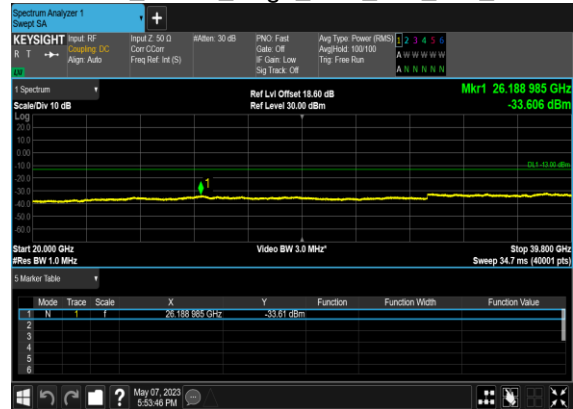 Spectrum Analyzer 1
Swept SA
KEYSIGHT
R T
LW
Input: RF
Coupling: DC
Align: Auto
Input Z: 50 Ω
Corr CCorr
Freq Ref: Int (S)
#Atten: 30 dB
PNO: Fast
Gate: Off
IF Gain: Low
Sig Track: Off
Avg Type: Power (RMS)
Avg|Hold: 100/100
Trig: Free Run
1 2 3 4 5 6
A W W W W W
A N N N N N
1 Spectrum
Scale/Div 10 dB
Ref Lvl Offset 18.60 dB
Ref Level 30.00 dBm
Mkr1 26.188 985 GHz
-33.606 dBm
Log
20.0
10.0
0.00
-10.0
-20.0
-30.0
-40.0
-50.0
-60.0
DL1 -13.00 dBm
1
Start 20.000 GHz
#Res BW 1.0 MHz
Video BW 3.0 MHz*
Stop 39.800 GHz
Sweep 34.7 ms (40001 pts)
5 Marker Table
Mode Trace Scale X Y Function Function Width Function Value
1 N 1 f 26.188 985 GHz -33.61 dBm
2
3
4
5
6
May 07, 2023
5:53:46 PM